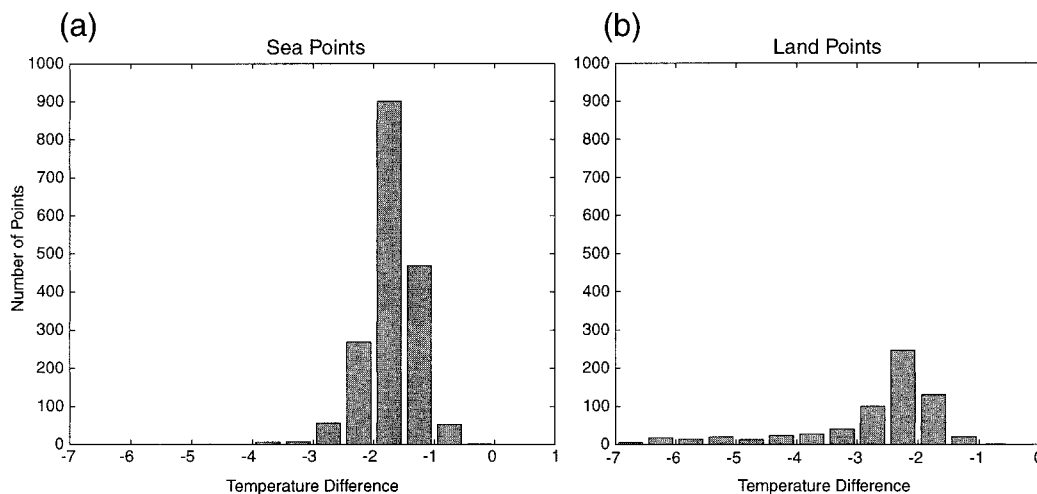 (a)
Sea Points
1000
900
800
700
600
500
400
300
200
100
0
Number of Points
-7 -6 -5 -4 -3 -2 -1 0 1
Temperature Difference
(b)
Land Points
1000
900
800
700
600
500
400
300
200
100
0
-7 -6 -5 -4 -3 -2 -1 0
Temperature Difference